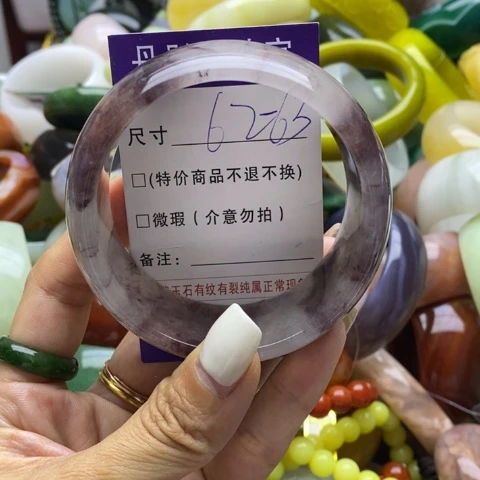 尺寸 62-63
□(特价商品不退不换)
□微瑕(介意勿拍)
备注:
玉石有纹有裂纯属正常现